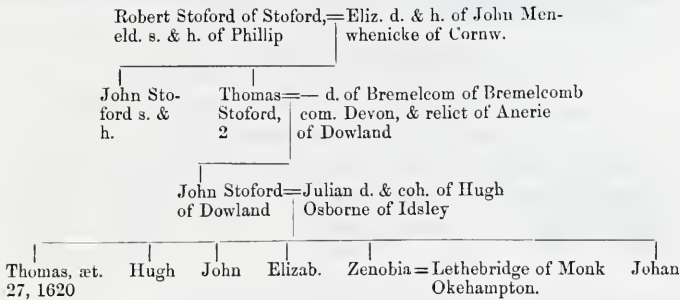 Robert Stoford of Stoford,=Eliz. d. & h. of John Men-
eld. s. & h. of Phillip whenicke of Cornw.
John Sto- Thomas=— d. of Bremelcom of Bremelcomb
ford s. & Stoford, com. Devon, & relict of Anerie
h. 2 of Dowland
John Stoford=Julian d. & coh. of Hugh
of Dowland Osborne of Idsley
Thomas, æt. Hugh John Elizab. Zenobia=Lethebridge of Monk Johan
27, 1620 Okehampton.